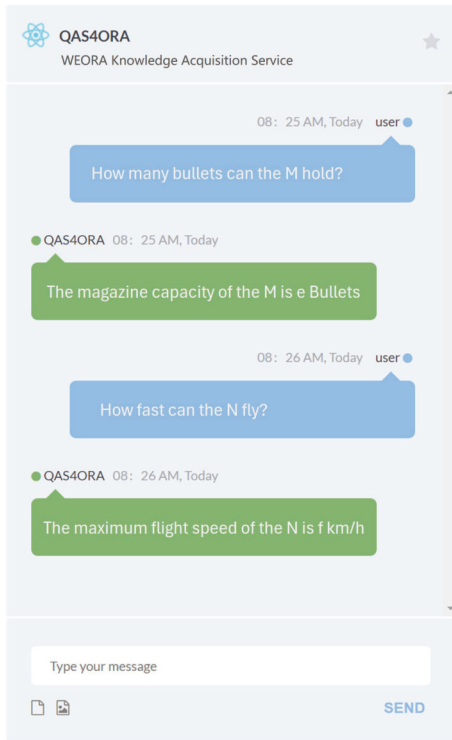 QAS4ORA
WEORA Knowledge Acquisition Service
08: 25 AM, Today user
How many bullets can the M hold?
QAS4ORA 08: 25 AM, Today
The magazine capacity of the M is e Bullets
08: 26 AM, Today user
How fast can the N fly?
QAS4ORA 08: 26 AM, Today
The maximum flight speed of the N is f km/h
Type your message
SEND